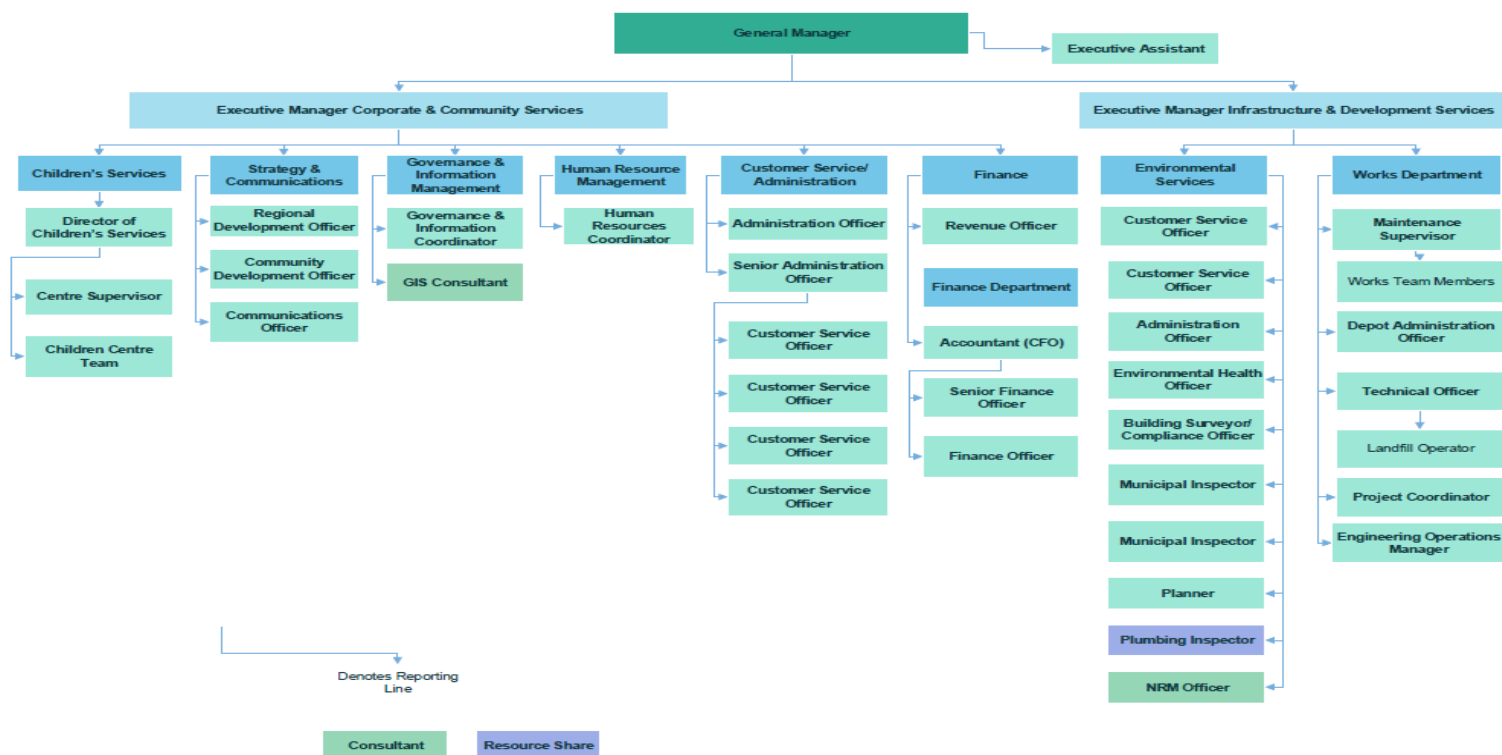 General Manager
Executive Assistant
Executive Manager Corporate & Community Services
Executive Manager Infrastructure & Development Services
Children's Services
Director of
Children's Services
Centre Supervisor
Children Centre
Team
Strategy &
Communications
Regional
Development Officer
Community
Development Officer
Communications
Officer
Governance &
Information
Management
Governance &
Information
Coordinator
GIS Consultant
Human Resource
Management
Human
Resources
Coordinator
Customer Service/
Administration
Administration Officer
Senior Administration
Officer
Customer Service
Officer
Customer Service
Officer
Customer Service
Officer
Customer Service
Officer
Finance
Revenue Officer
Finance Department
Accountant (CFO)
Senior Finance
Officer
Finance Officer
Environmental
Services
Customer Service
Officer
Customer Service
Officer
Administration
Officer
Environmental Health
Officer
Building Surveyor/
Compliance Officer
Municipal Inspector
Municipal Inspector
Planner
Plumbing Inspector
NRM Officer
Works Department
Maintenance
Supervisor
Works Team Members
Depot Administration
Officer
Technical Officer
Landfill Operator
Project Coordinator
Engineering Operations
Manager
Denotes Reporting
Line
Consultant
Resource Share